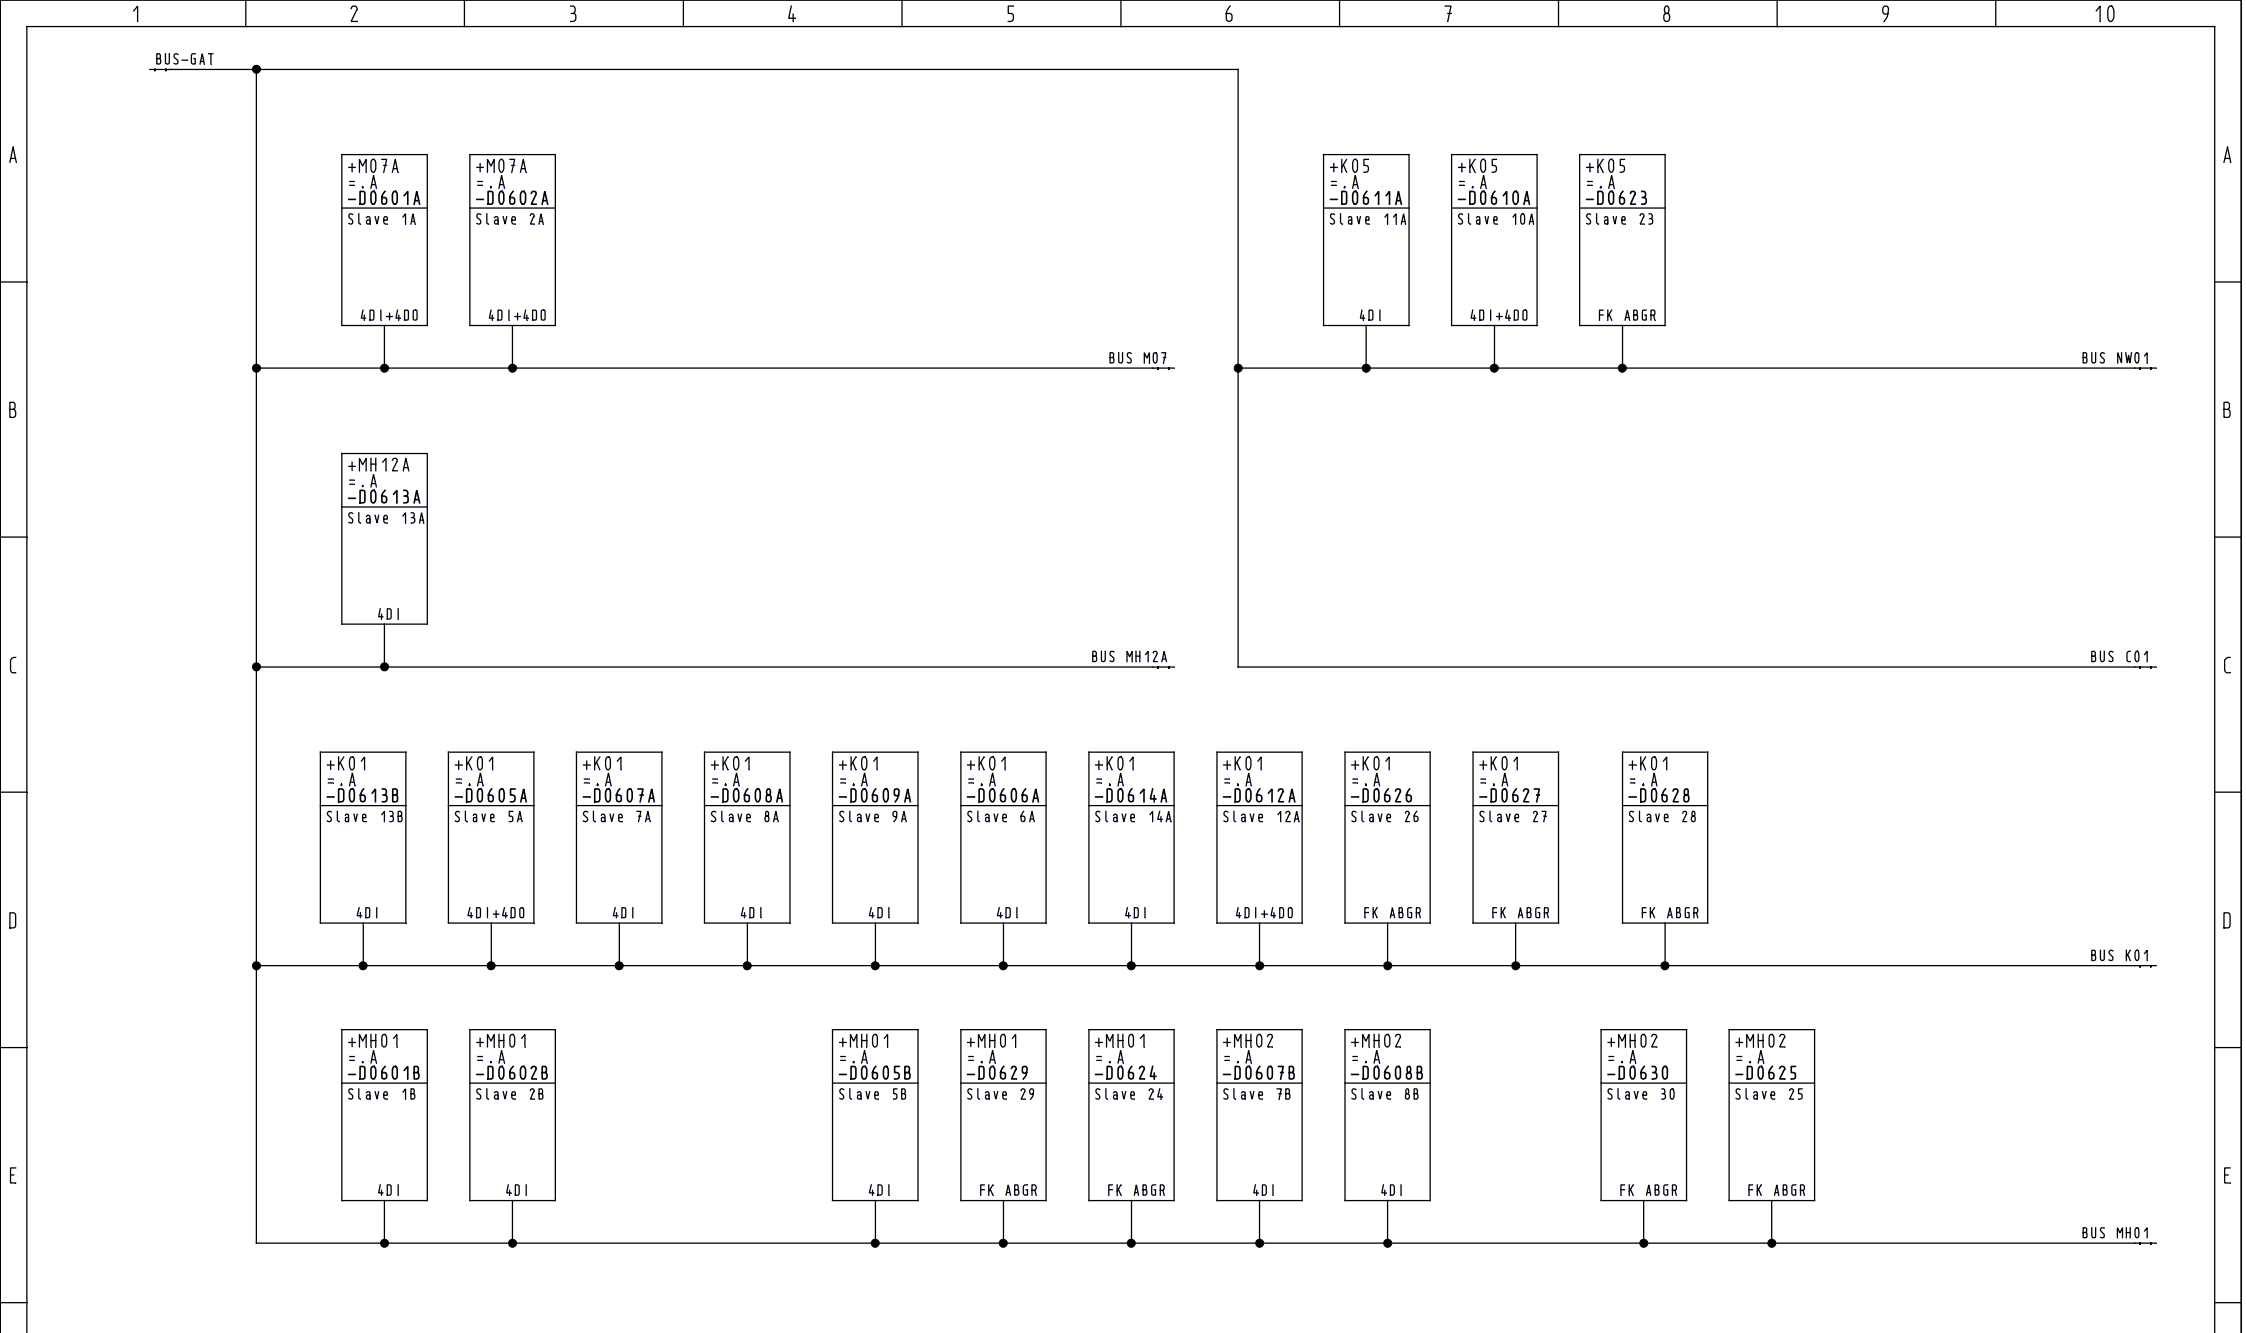 1 2 3 4 5 6 7 8 9 10
BUS-GAT
A A
+M07A
=.A
-D0601A
Slave 1A
4DI+4DO
+M07A
=.A
-D0602A
Slave 2A
4DI+4DO
BUS M07
+K05
=.A
-D0611A
Slave 11A
4DI
+K05
=.A
-D0610A
Slave 10A
4DI+4DO
+K05
=.A
-D0623
Slave 23
FK ABGR
BUS NW01
B B
+MH12A
=.A
-D0613A
Slave 13A
4DI
BUS MH12A
BUS C01
C C
+K01
=.A
-D0613B
Slave 13B
4DI
+K01
=.A
-D0605A
Slave 5A
4DI+4DO
+K01
=.A
-D0607A
Slave 7A
4DI
+K01
=.A
-D0608A
Slave 8A
4DI
+K01
=.A
-D0609A
Slave 9A
4DI
+K01
=.A
-D0606A
Slave 6A
4DI
+K01
=.A
-D0614A
Slave 14A
4DI
+K01
=.A
-D0612A
Slave 12A
4DI+4DO
+K01
=.A
-D0626
Slave 26
FK ABGR
+K01
=.A
-D0627
Slave 27
FK ABGR
+K01
=.A
-D0628
Slave 28
FK ABGR
D D
BUS K01
+MH01
=.A
-D0601B
Slave 1B
4DI
+MH01
=.A
-D0602B
Slave 2B
4DI
+MH01
=.A
-D0605B
Slave 5B
4DI
+MH01
=.A
-D0629
Slave 29
FK ABGR
+MH01
=.A
-D0624
Slave 24
FK ABGR
+MH02
=.A
-D0607B
Slave 7B
4DI
+MH02
=.A
-D0608B
Slave 8B
4DI
+MH02
=.A
-D0630
Slave 30
FK ABGR
+MH02
=.A
-D0625
Slave 25
FK ABGR
E E
BUS MH01